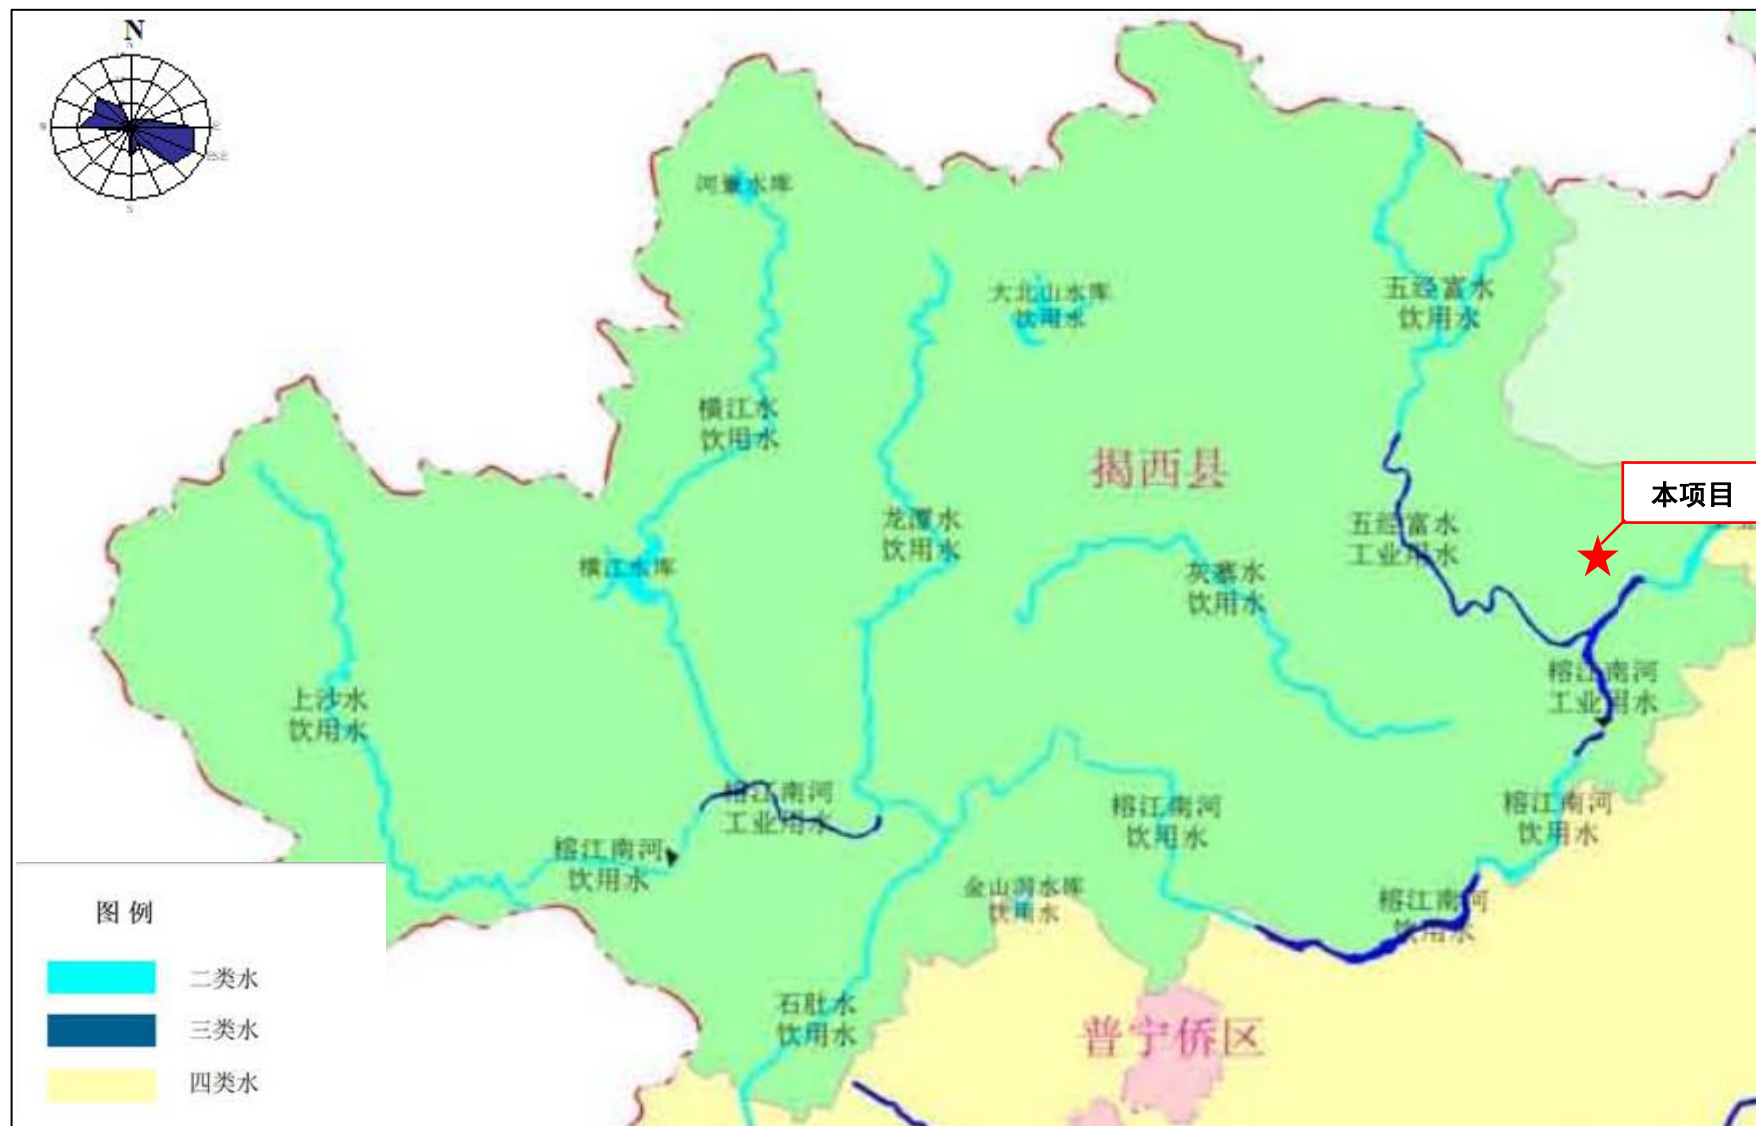 N
S
河輋水库
大北山水库
饮用水
五经富水
饮用水
横江水
饮用水
揭西县
本项目
龙潭水
饮用水
五经富水
工业用水
横江水库
灰寨水
饮用水
上沙水
饮用水
榕江南河
工业用水
榕江南河
工业用水
榕江南河
饮用水
榕江南河
饮用水
榕江南河
饮用水
金山洞水库
饮用水
榕江南河
饮用水
图 例
二类水
三类水
四类水
石肚水
饮用水
普宁侨区